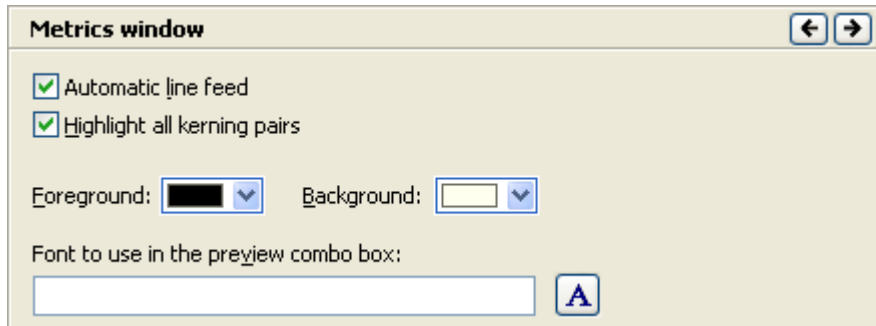 Metrics window
Automatic line feed
Highlight all kerning pairs
Foreground: Background:
Font to use in the preview combo box:
A